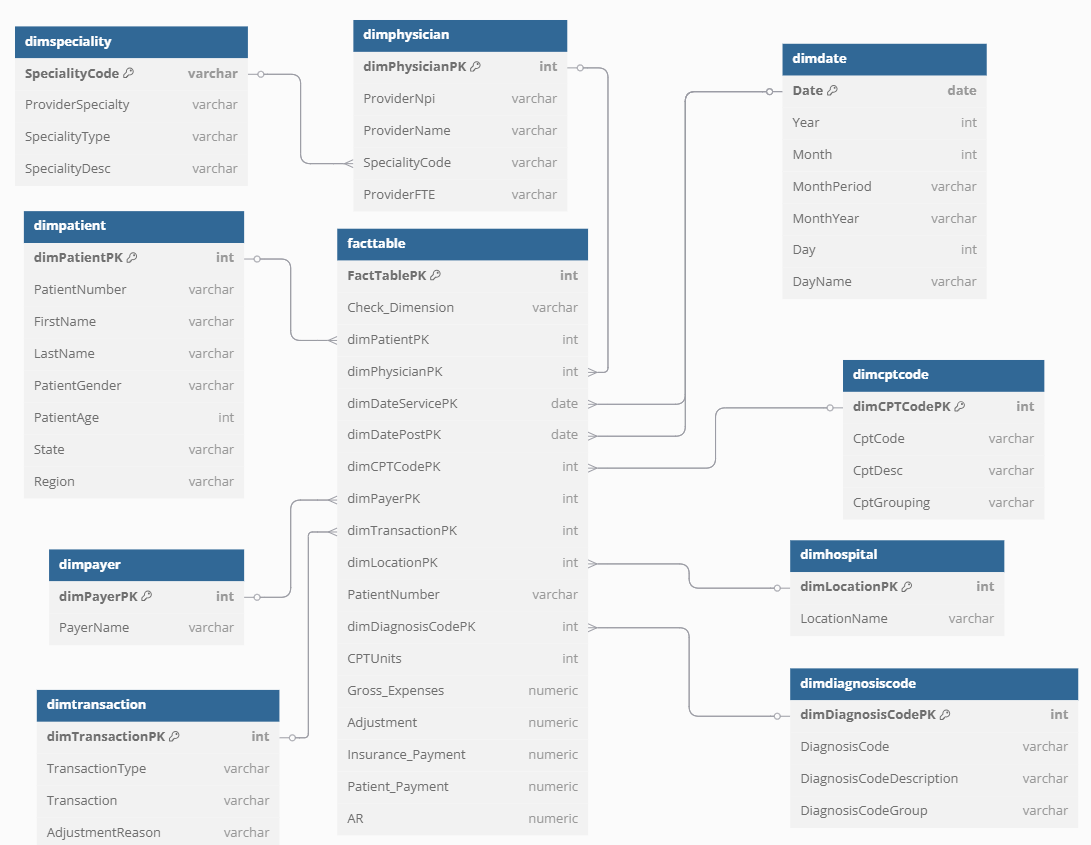 dimspeciality
SpecialityCode varchar
ProviderSpecialty varchar
SpecialityType varchar
SpecialityDesc varchar
dimphysician
dimPhysicianPK int
ProviderNpi varchar
ProviderName varchar
SpecialityCode varchar
ProviderFTE varchar
dimdate
Date date
Year int
Month int
MonthPeriod varchar
MonthYear varchar
Day int
DayName varchar
dimpatient
dimPatientPK int
PatientNumber varchar
FirstName varchar
LastName varchar
PatientGender varchar
PatientAge int
State varchar
Region varchar
facttable
FactTablePK int
Check_Dimension varchar
dimPatientPK int
dimPhysicianPK int
dimDateServicePK date
dimDatePostPK date
dimCPTCodePK int
dimPayerPK int
dimTransactionPK int
dimLocationPK int
PatientNumber varchar
dimDiagnosisCodePK int
CPTUnits int
Gross_Expenses numeric
Adjustment numeric
Insurance_Payment numeric
Patient_Payment numeric
AR numeric
dimcptcode
dimCPTCodePK int
CptCode varchar
CptDesc varchar
CptGrouping varchar
dimpayer
dimPayerPK int
PayerName varchar
dimhospital
dimLocationPK int
LocationName varchar
dimtransaction
dimTransactionPK int
TransactionType varchar
Transaction varchar
AdjustmentReason varchar
dimdiagnosiscode
dimDiagnosisCodePK int
DiagnosisCode varchar
DiagnosisCodeDescription varchar
DiagnosisCodeGroup varchar